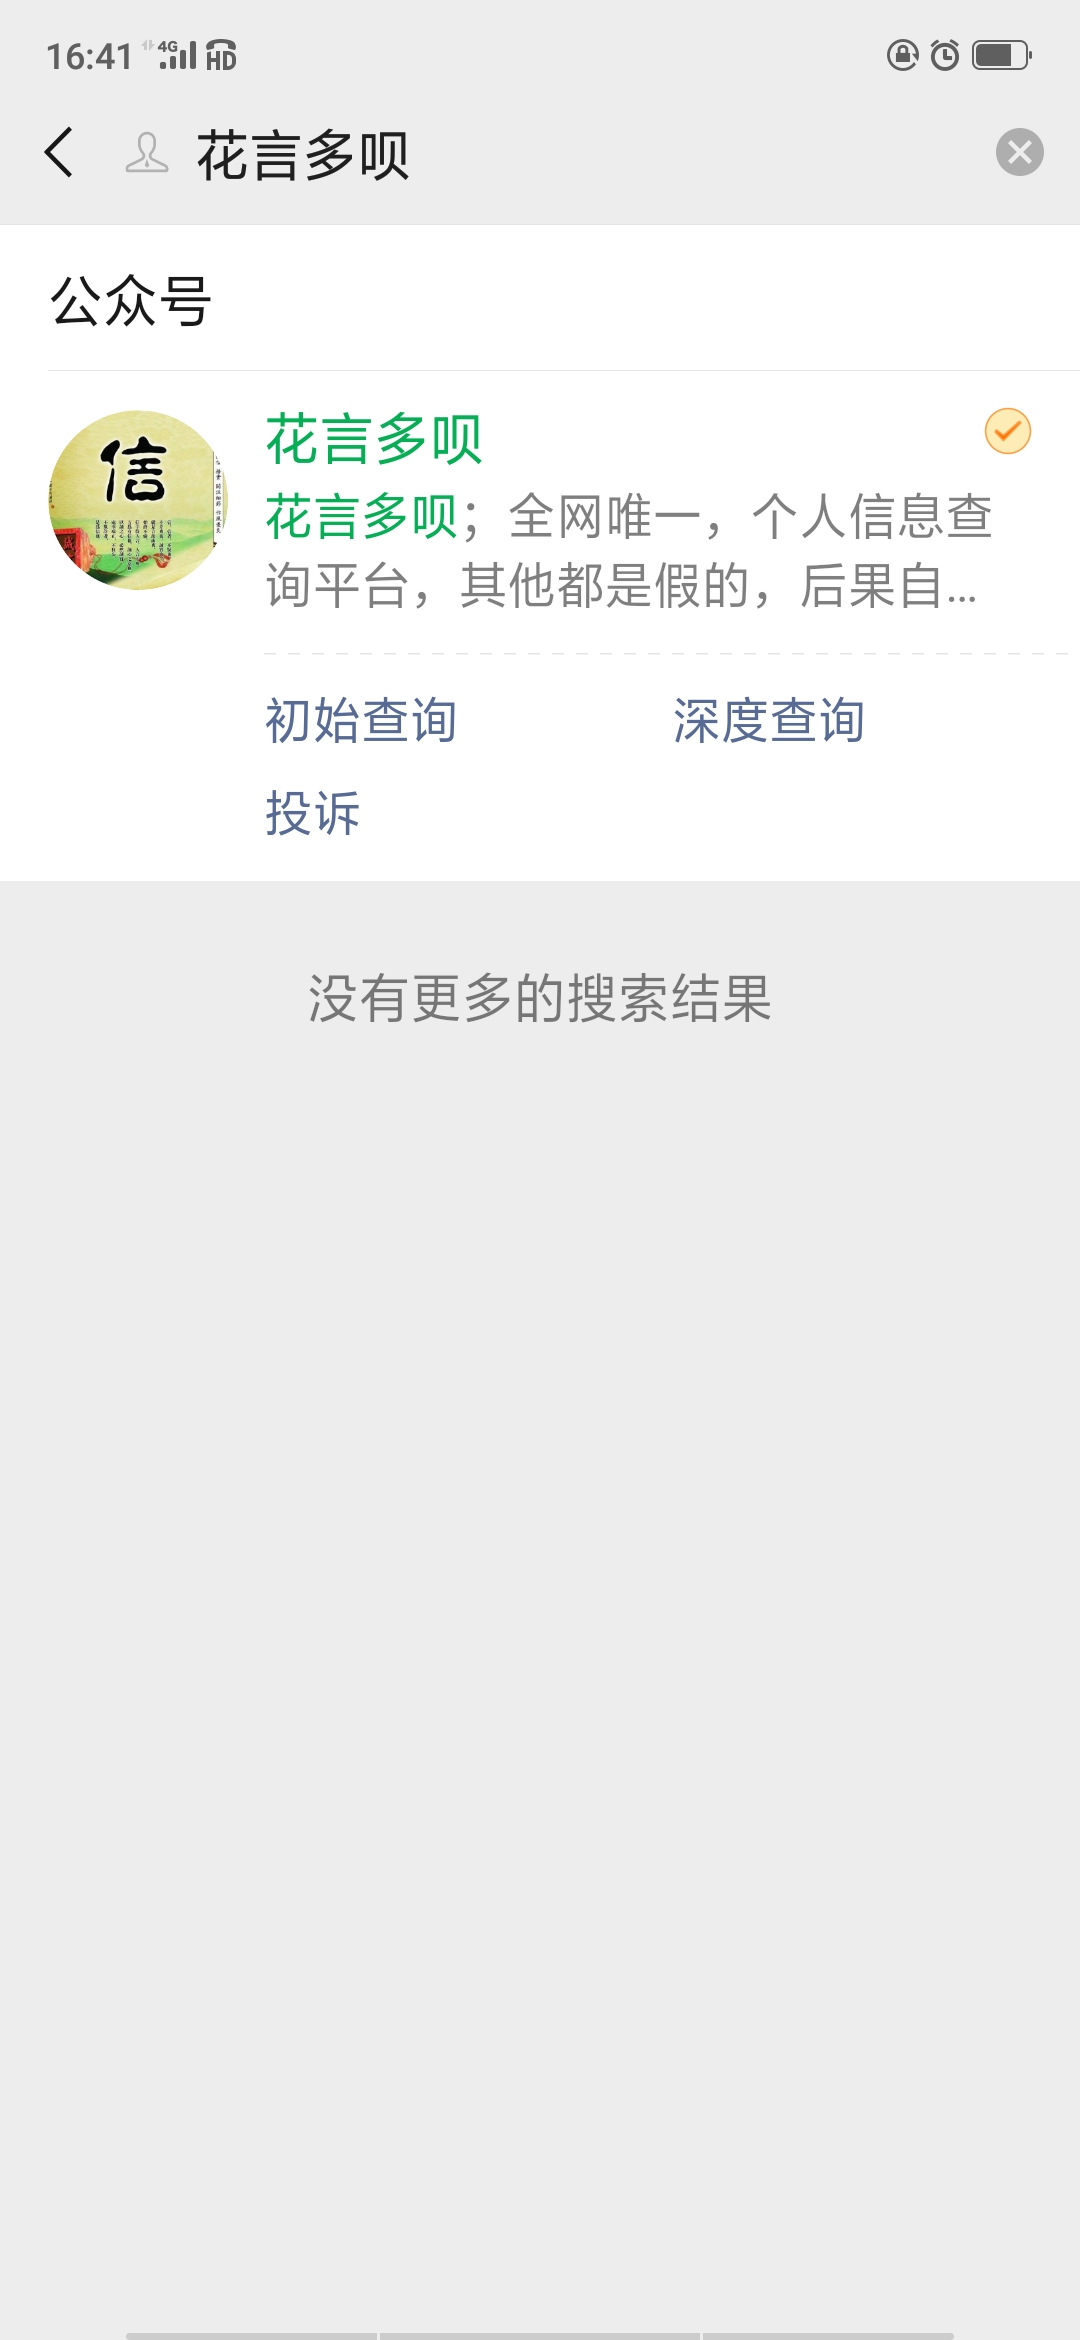 16:41 4G HD
花言多呗
公众号
信
花言多呗
花言多呗；全网唯一，个人信息查
询平台，其他都是假的，后果自...
初始查询 深度查询
投诉
没有更多的搜索结果